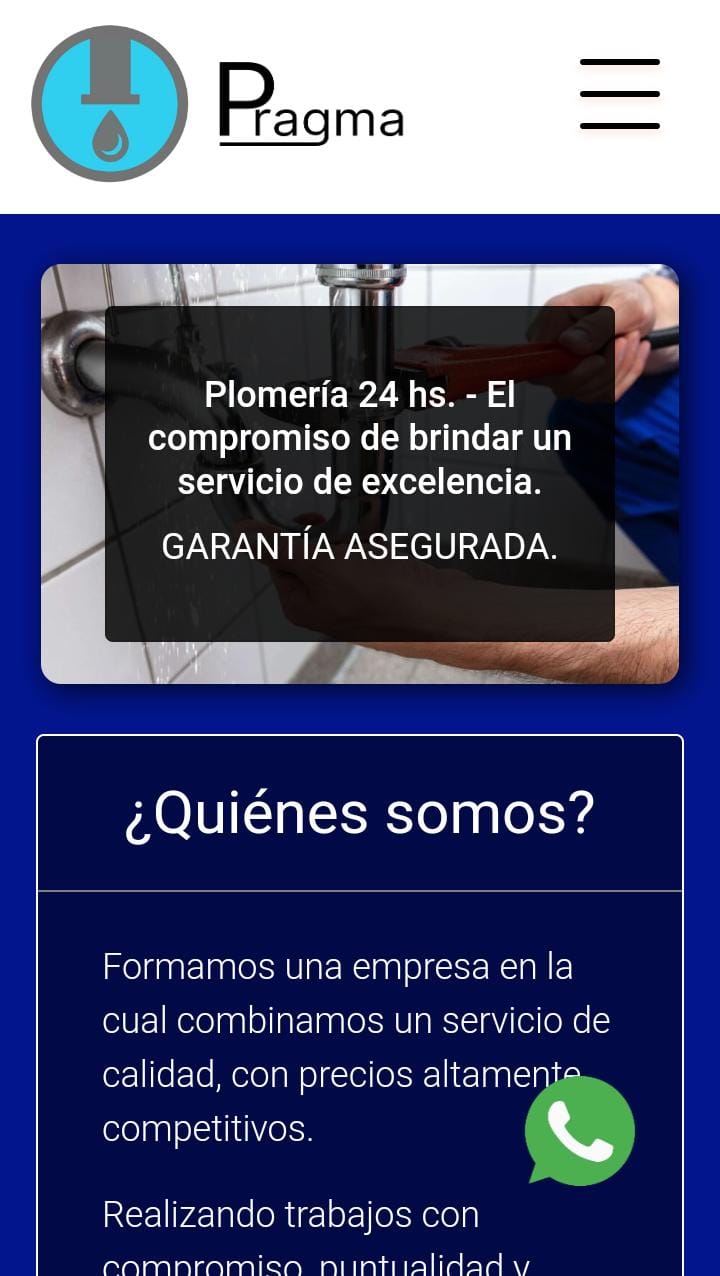 Pragma
Plomería 24 hs. - El
compromiso de brindar un
servicio de excelencia.
GARANTÍA ASEGURADA.
¿Quiénes somos?
Formamos una empresa en la
cual combinamos un servicio de
calidad, con precios altamente
competitivos.
Realizando trabajos con
compromiso, puntualidad y